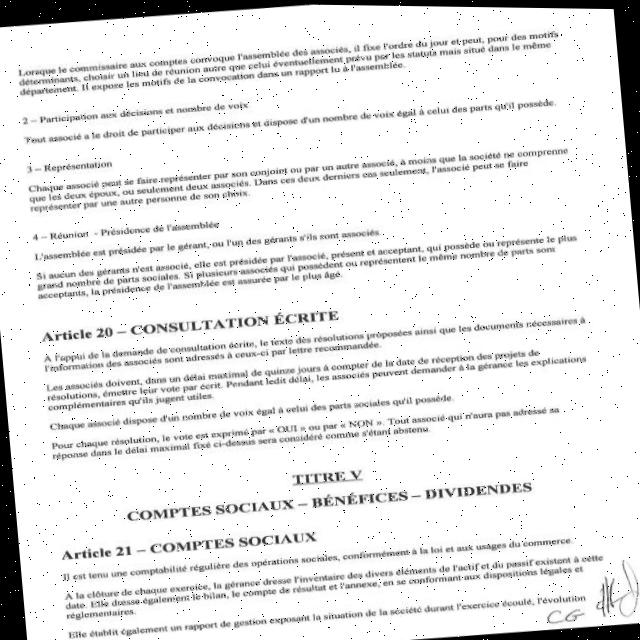 Lorsque le commissaire aux comptes convoque l'assemblée des associés, il fixe l'ordre du jour et peut, pour des motifs
déterminants, choisir un lieu de réunion autre que celui éventuellement prévu par les statuts mais situé dans le même
département. Il expose les motifs de la convocation dans un rapport lu à l'assemblée.
2 – Participation aux décisions et nombre de voix
Tout associé a le droit de participer aux décisions et dispose d'un nombre de voix égal à celui des parts qu'il possède.
3 – Représentation
Chaque associé peut se faire représenter par son conjoint ou par un autre associé, à moins que la société ne comprenne
que les deux époux, ou seulement deux associés. Dans ces deux derniers cas seulement, l'associé peut se faire
représenter par une autre personne de son choix.
4 – Réunion - Présidence de l'assemblée
L'assemblée est présidée par le gérant, ou l'un des gérants s'ils sont associés.
Si aucun des gérants n'est associé, elle est présidée par l'associé, présent et acceptant, qui possède ou représente le plus
grand nombre de parts sociales. Si plusieurs associés qui possèdent ou représentent le même nombre de parts sont
acceptants, la présidence de l'assemblée est assurée par le plus âgé.
Article 20 – CONSULTATION ÉCRITE
À l'appui de la demande de consultation écrite, le texte des résolutions proposées ainsi que les documents nécessaires à
l'information des associés sont adressés à ceux-ci par lettre recommandée.
Les associés doivent, dans un délai maximal de quinze jours à compter de la date de réception des projets de
résolutions, émettre leur vote par écrit. Pendant ledit délai, les associés peuvent demander à la gérance les explications
complémentaires qu'ils jugent utiles.
Chaque associé dispose d'un nombre de voix égal à celui des parts sociales qu'il possède.
Pour chaque résolution, le vote est exprimé par « OUI » ou par « NON ». Tout associé qui n'aura pas adressé sa
réponse dans le délai maximal fixé ci-dessus sera considéré comme s'étant abstenu.
TITRE V
COMPTES SOCIAUX – BÉNÉFICES – DIVIDENDES
Article 21 – COMPTES SOCIAUX
Il est tenu une comptabilité régulière des opérations sociales, conformément à la loi et aux usages du commerce.
À la clôture de chaque exercice, la gérance dresse l'inventaire des divers éléments de l'actif et du passif existant à cette
date. Elle dresse également le bilan, le compte de résultat et l'annexe, en se conformant aux dispositions légales et
réglementaires.
Elle établit également un rapport de gestion exposant la situation de la société durant l'exercice écoulé, l'évolution
CG